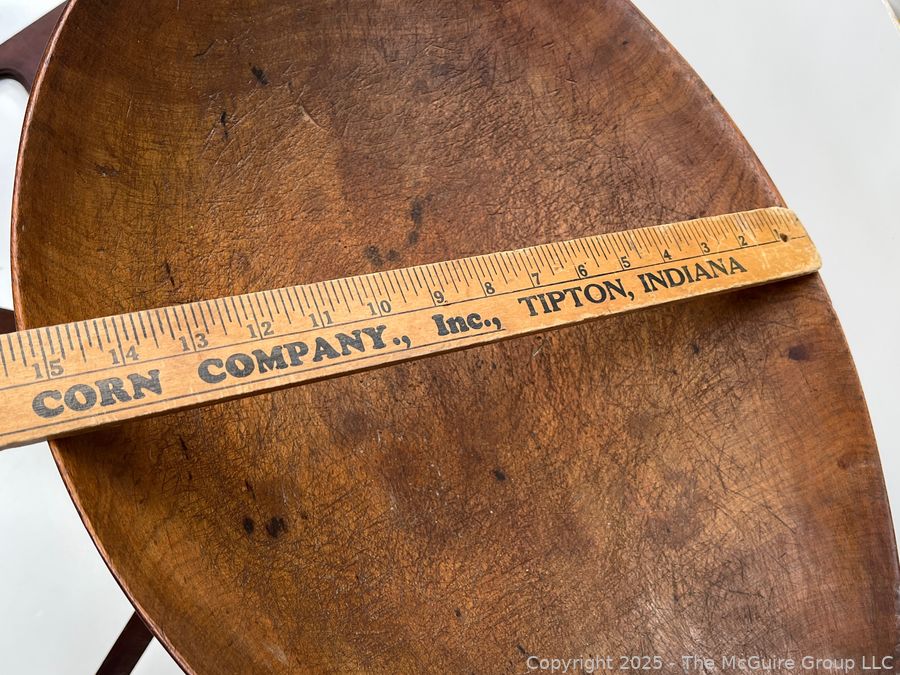 15 14 13 12 11 10 9 8 7 6 5 4 3 2 1
CORN COMPANY., Inc., TIPTON, INDIANA
Copyright 2025 - The McGuire Group LLC